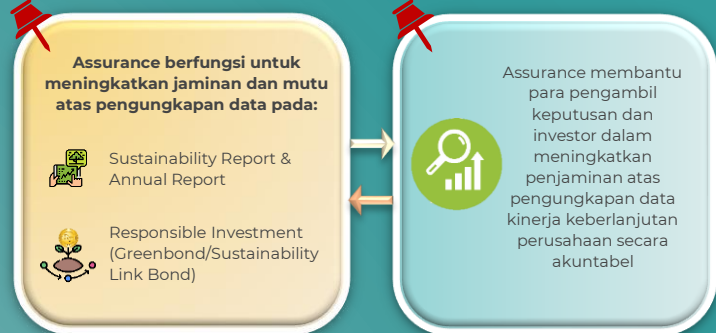 Assurance berfungsi untuk
meningkatkan jaminan dan mutu
atas pengungkapan data pada:
Sustainability Report &
Annual Report
Responsible Investment
(Greenbond/Sustainability
Link Bond)
Assurance membantu
para pengambil
keputusan dan
investor dalam
meningkatkan
penjaminan atas
pengungkapan data
kinerja keberlanjutan
perusahaan secara
akuntabel